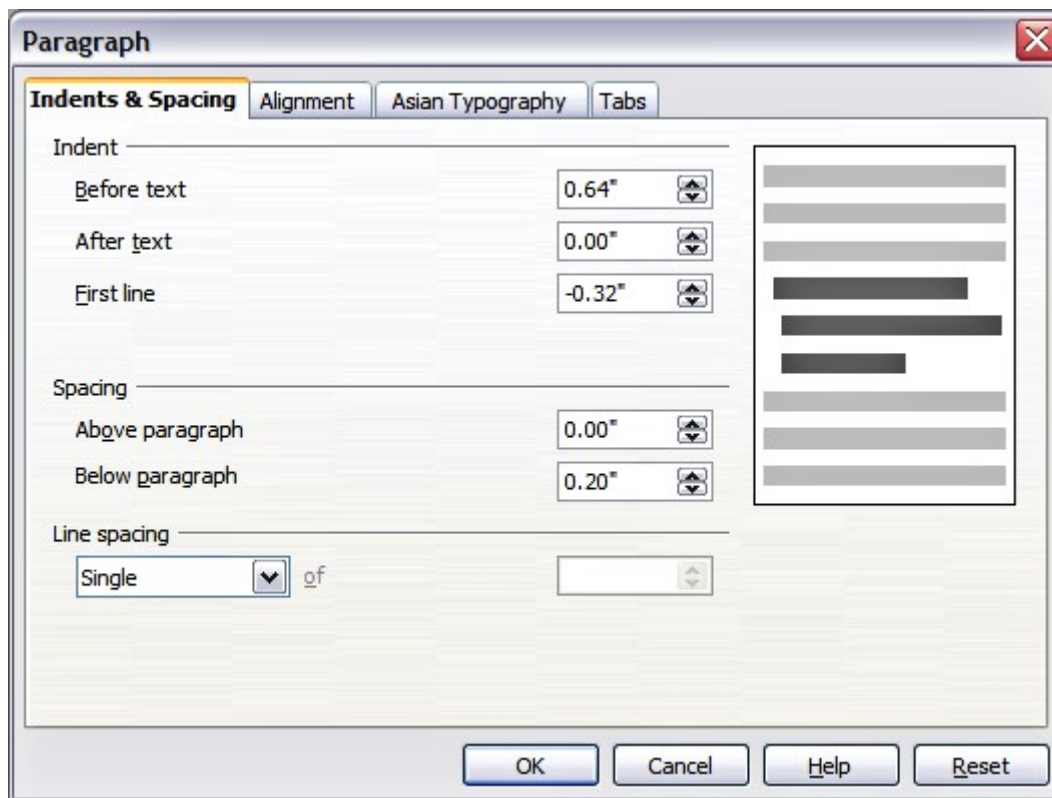 Paragraph
Indents & Spacing Alignment Asian Typography Tabs
Indent
Before text 0.64"
After text 0.00"
First line -0.32"
Spacing
Above paragraph 0.00"
Below paragraph 0.20"
Line spacing
Single of
OK Cancel Help Reset